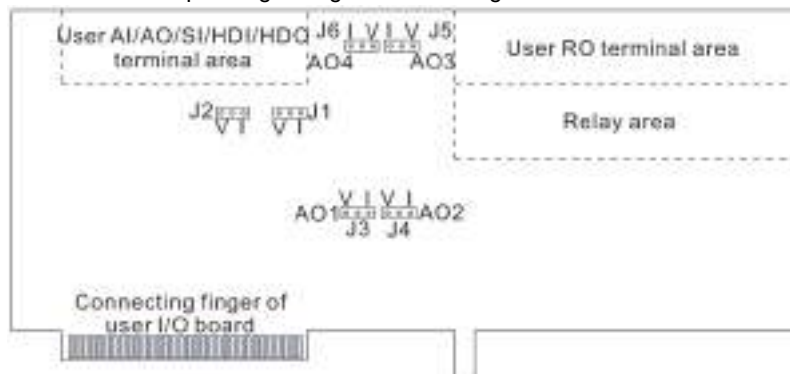 User AI/AO/SI/HDI/HDO
terminal area
J6 I V I V J5
AO4 AO3
User RO terminal area
J2 J1
V I V I
Relay area
V I V I
AO1 AO2
J3 J4
Connecting finger of
user I/O board